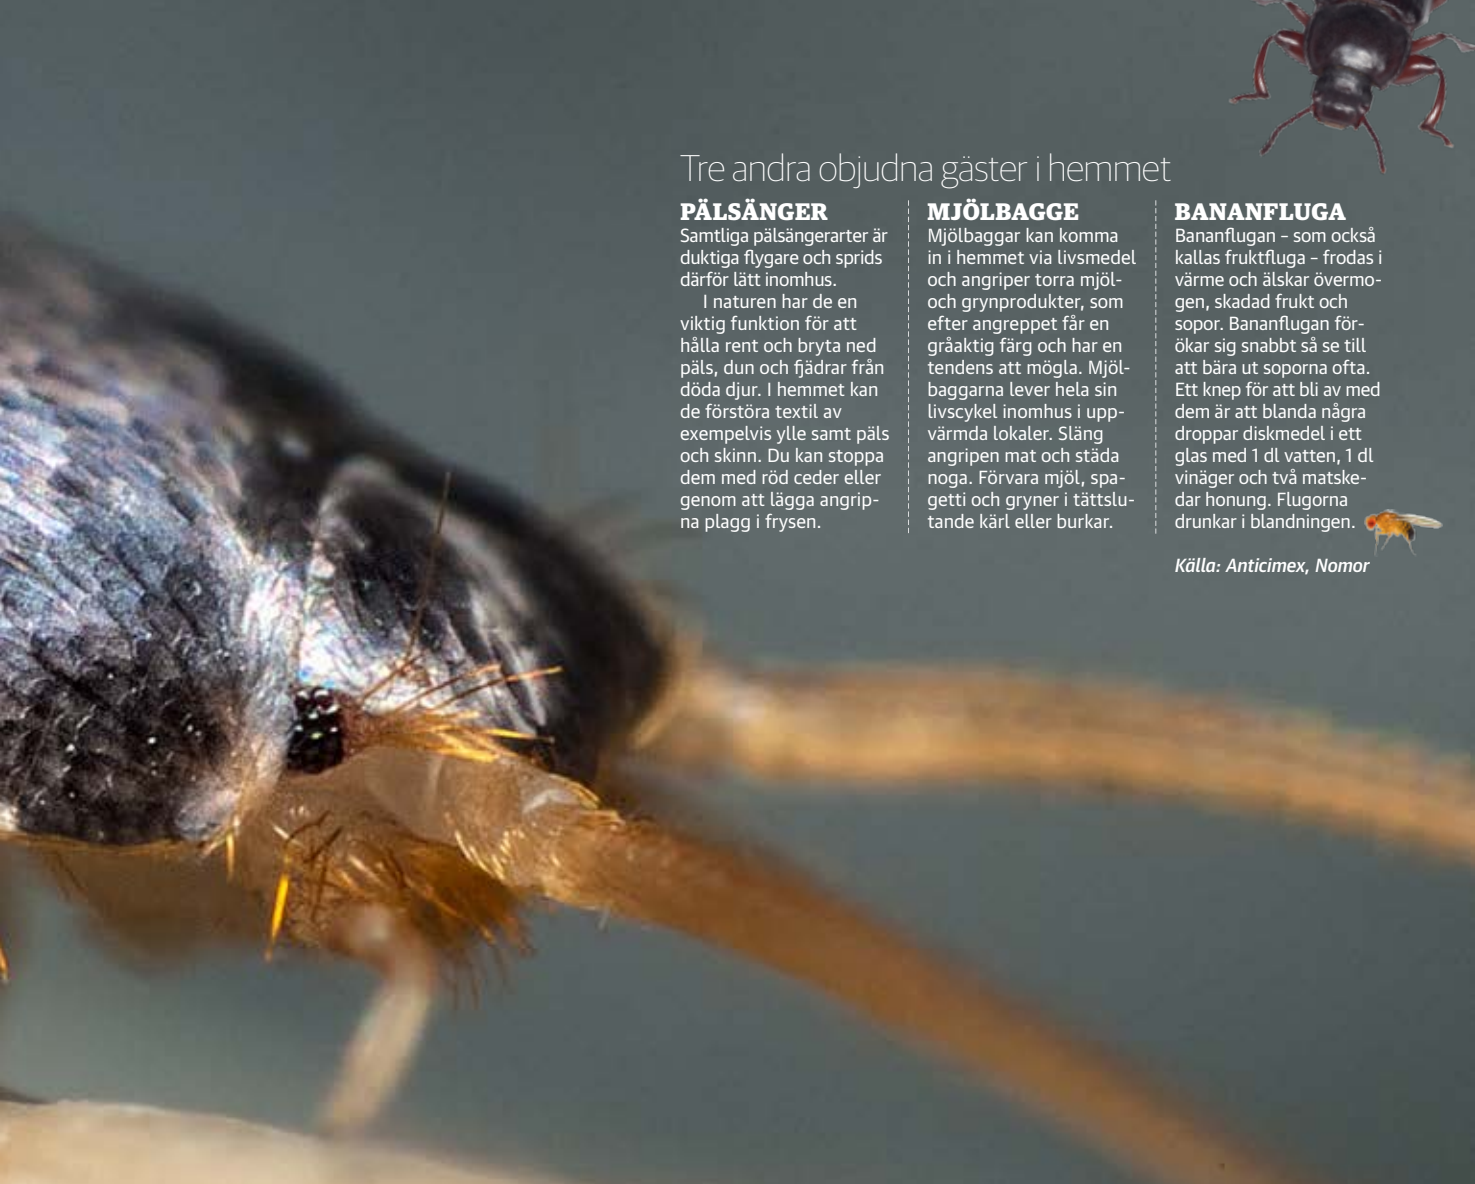 Tre andra objudna gäster i hemmet
PÄLSÄNGER
Samtliga pälsängerarter är
duktiga flygare och sprids
därför lätt inomhus.
I naturen har de en
viktig funktion för att
hålla rent och bryta ned
päls, dun och fjädrar från
döda djur. I hemmet kan
de förstöra textil av
exempelvis ylle samt päls
och skinn. Du kan stoppa
dem med röd ceder eller
genom att lägga angrip-
na plagg i frysen.
MJÖLBAGGE
Mjölbaggar kan komma
in i hemmet via livsmedel
och angriper torra mjöl-
och grynprodukter, som
efter angreppet får en
gråaktig färg och har en
tendens att mögla. Mjöl-
baggarna lever hela sin
livscykel inomhus i upp-
värmda lokaler. Släng
angripen mat och städa
noga. Förvara mjöl, spa-
getti och gryner i tättslu-
tande kärl eller burkar.
BANANFLUGA
Bananflugan – som också
kallas fruktfluga – frodas i
värme och älskar övermo-
gen, skadad frukt och
sopor. Bananflugan för-
ökar sig snabbt så se till
att bära ut soporna ofta.
Ett knep för att bli av med
dem är att blanda några
droppar diskmedel i ett
glas med 1 dl vatten, 1 dl
vinäger och två matske-
dar honung. Flugorna
drunkar i blandningen.
Källa: Anticimex, Nomor